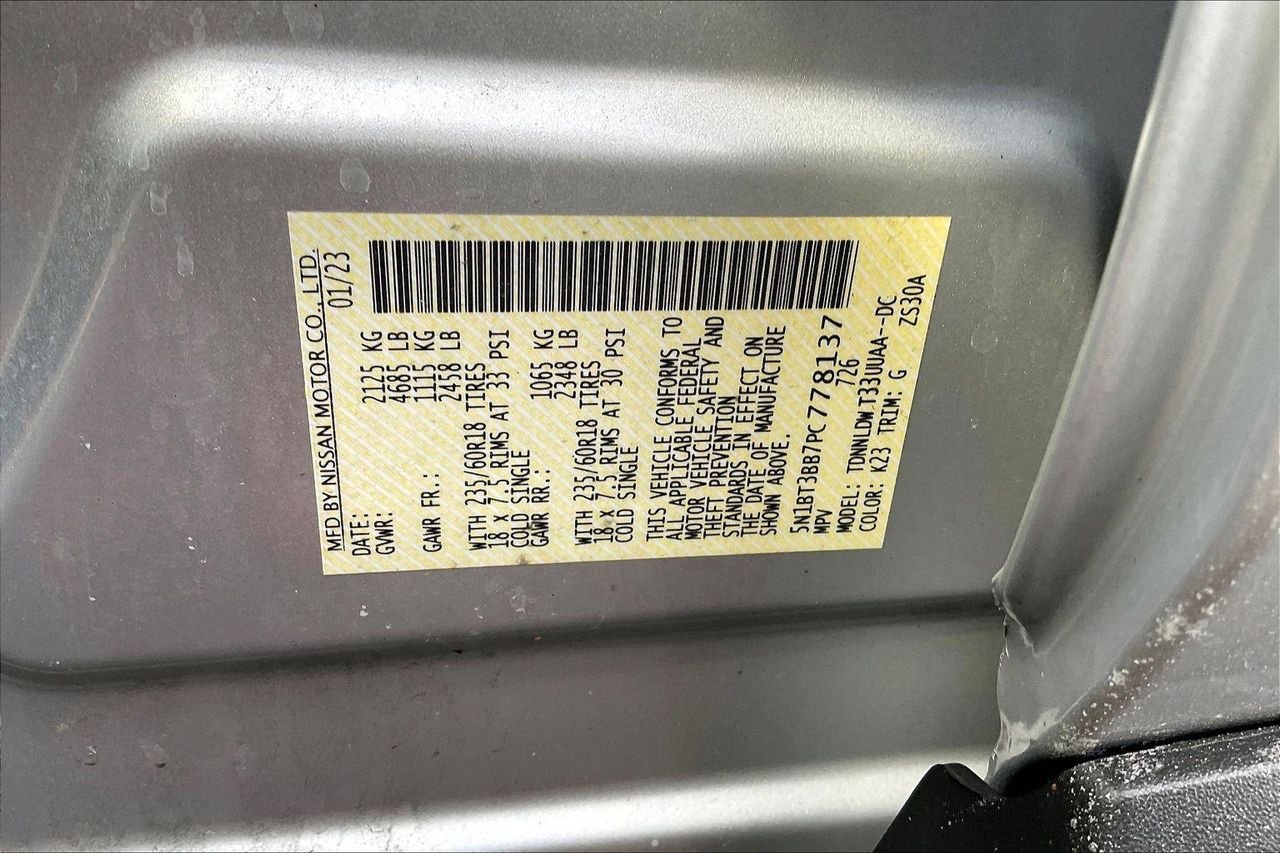 MFD BY NISSAN MOTOR CO., LTD.
DATE: 01/23
GVWR: 2125 KG
4685 LB
GAWR FR.: 1115 KG
2458 LB
WITH 235/60R18 TIRES
18 x 7.5 RIMS AT 33 PSI
COLD SINGLE
GAWR RR.: 1065 KG
2348 LB
WITH 235/60R18 TIRES
18 x 7.5 RIMS AT 30 PSI
COLD SINGLE
THIS VEHICLE CONFORMS TO
ALL APPLICABLE FEDERAL
MOTOR VEHICLE SAFETY AND
THEFT PREVENTION
STANDARDS IN EFFECT ON
THE DATE OF MANUFACTURE
SHOWN ABOVE.
5N1BT3BB7PC778137
MPV 726
MODEL: TDNNLDW T33UUAA--DC
COLOR: K23 TRIM: G
ZS30A